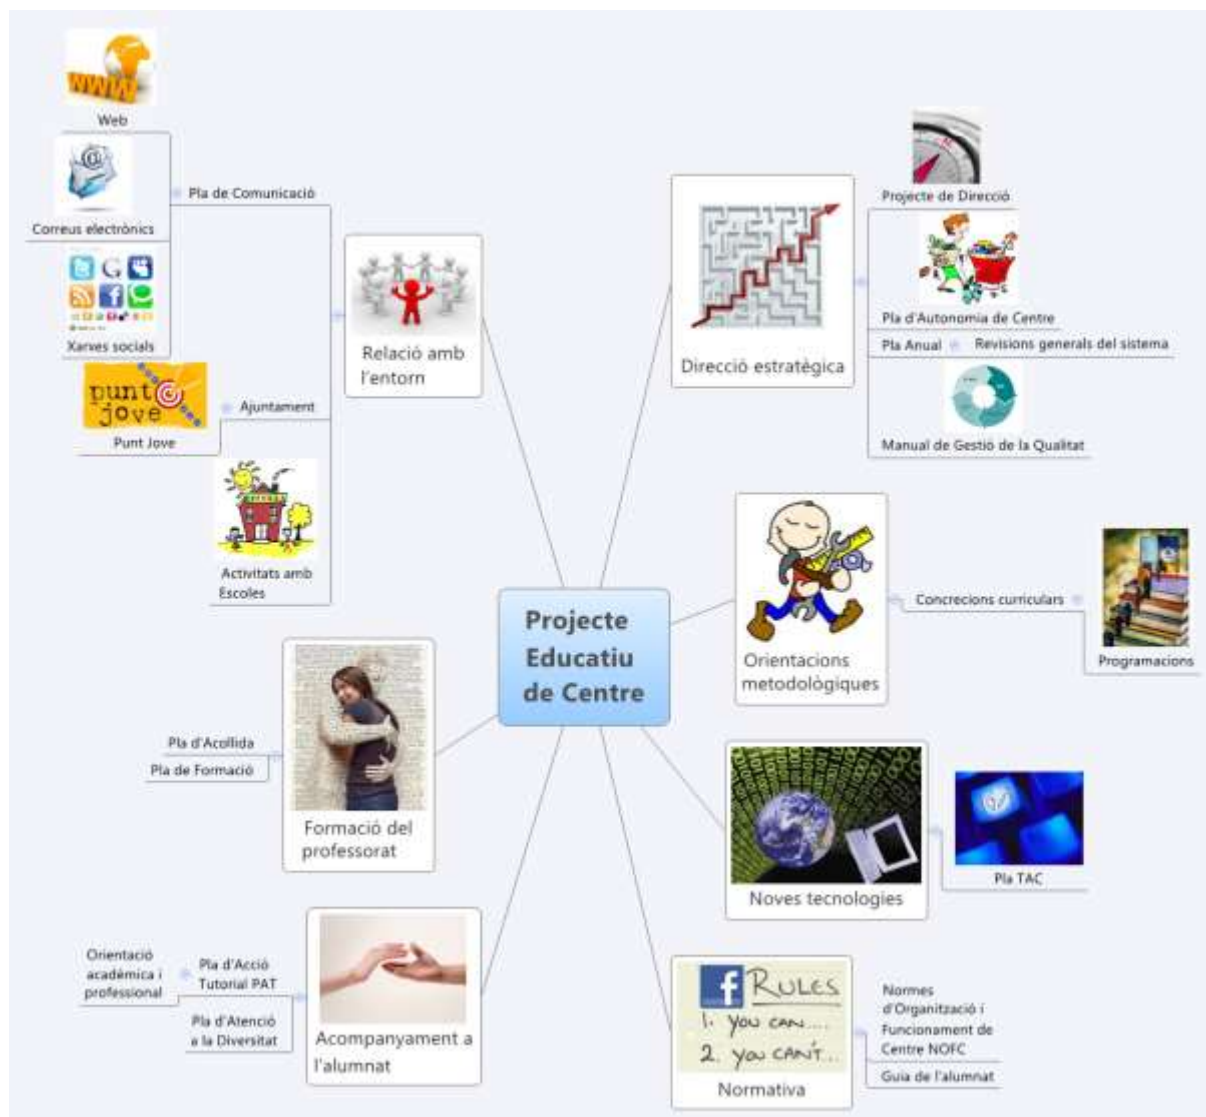 WWW
Web
@
Correus electrònics
G
f
Xarxes socials
Pla de Comunicació
punt
jove
Punt Jove
Ajuntament
Activitats amb
Escoles
Relació amb
l'entorn
Direcció estratègica
Projecte de Direcció
Pla d'Autonomia de Centre
Pla Anual
Revisions generals del sistema
Manual de Gestió de la Qualitat
Projecte
Educatiu
de Centre
Orientacions
metodològiques
Concrecions curriculars
Programacions
Pla d'Acollida
Pla de Formació
Formació del
professorat
Noves tecnologies
Pla TAC
Orientació
acadèmica i
professional
Pla d'Acció
Tutorial PAT
Pla d'Atenció
a la Diversitat
Acompanyament a
l'alumnat
f RULES
1. YOU CAN....
2. YOU CAN'T...
Normativa
Normes
d'Organització i
Funcionament de
Centre NOFC
Guia de l'alumnat